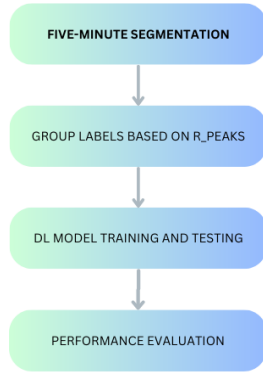 FIVE-MINUTE SEGMENTATION
GROUP LABELS BASED ON R_PEAKS
DL MODEL TRAINING AND TESTING
PERFORMANCE EVALUATION